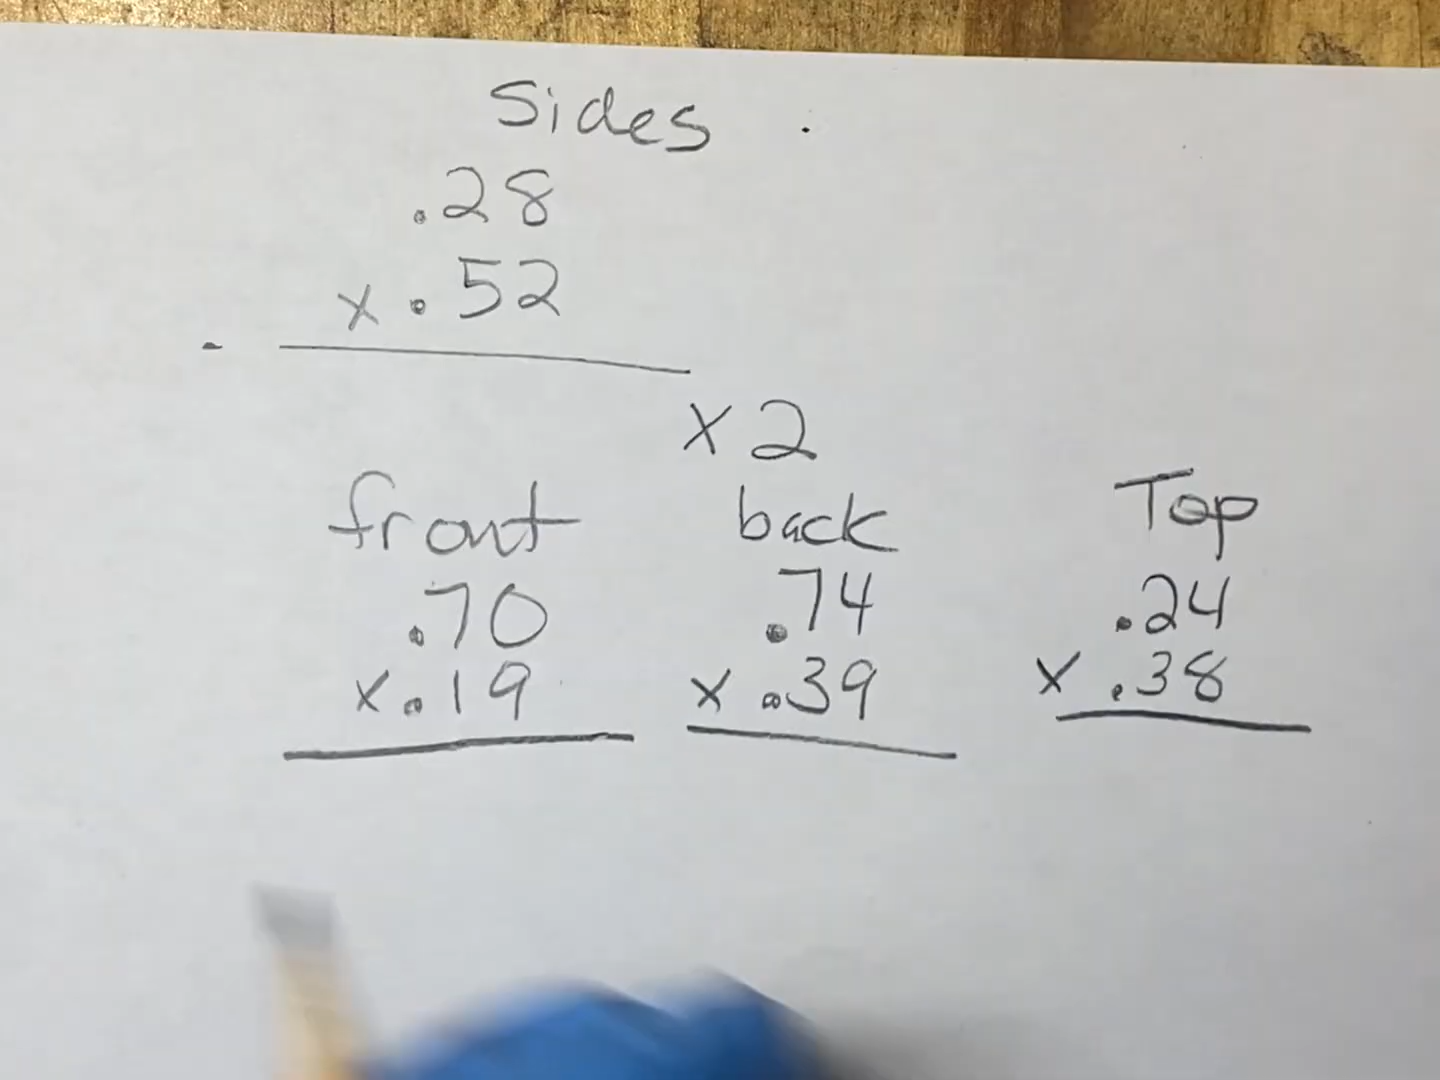 Sides
.28
x .52
x 2
front back Top
.70 .74 .24
x .19 x .39 x .38